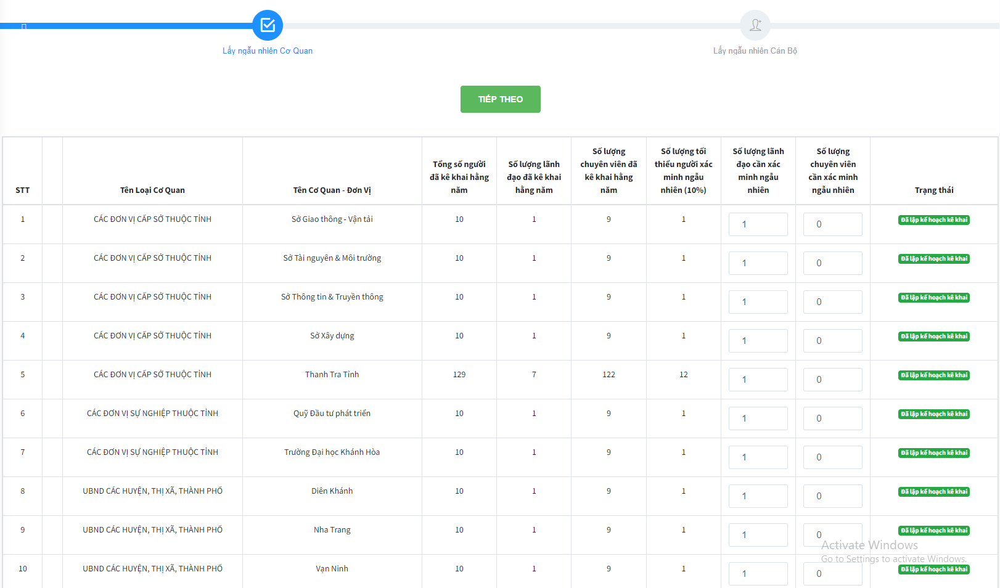 Lấy ngẫu nhiên Cơ Quan
Lấy ngẫu nhiên Cán Bộ
TIẾP THEO
STT Tên Loại Cơ Quan Tên Cơ Quan - Đơn Vị Tổng số người đã kê khai hằng năm Số lượng lãnh đạo đã kê khai hằng năm Số lượng chuyên viên đã kê khai hằng năm Số lượng tối thiểu người xác minh ngẫu nhiên (10%) Số lượng lãnh đạo cần xác minh ngẫu nhiên Số lượng chuyên viên cần xác minh ngẫu nhiên Trạng thái
1 CÁC ĐƠN VỊ CẤP SỞ THUỘC TỈNH Sở Giao thông - Vận tải 10 1 9 1 1 0 Đã lập kế hoạch kê khai
2 CÁC ĐƠN VỊ CẤP SỞ THUỘC TỈNH Sở Tài nguyên & Môi trường 10 1 9 1 1 0 Đã lập kế hoạch kê khai
3 CÁC ĐƠN VỊ CẤP SỞ THUỘC TỈNH Sở Thông tin & Truyền thông 10 1 9 1 1 0 Đã lập kế hoạch kê khai
4 CÁC ĐƠN VỊ CẤP SỞ THUỘC TỈNH Sở Xây dựng 10 1 9 1 1 0 Đã lập kế hoạch kê khai
5 CÁC ĐƠN VỊ CẤP SỞ THUỘC TỈNH Thanh Tra Tỉnh 129 7 122 12 1 0 Đã lập kế hoạch kê khai
6 CÁC ĐƠN VỊ SỰ NGHIỆP THUỘC TỈNH Quỹ Đầu tư phát triển 10 1 9 1 1 0 Đã lập kế hoạch kê khai
7 CÁC ĐƠN VỊ SỰ NGHIỆP THUỘC TỈNH Trường Đại học Khánh Hòa 10 1 9 1 1 0 Đã lập kế hoạch kê khai
8 UBND CÁC HUYỆN, THỊ XÃ, THÀNH PHỐ Diên Khánh 10 1 9 1 1 0 Đã lập kế hoạch kê khai
9 UBND CÁC HUYỆN, THỊ XÃ, THÀNH PHỐ Nha Trang 10 1 9 1 1 0 Đã lập kế hoạch kê khai
Activate Windows
Go to Settings to activate Windows.
10 UBND CÁC HUYỆN, THỊ XÃ, THÀNH PHỐ Vạn Ninh 10 1 9 1 1 0 Đã lập kế hoạch kê khai